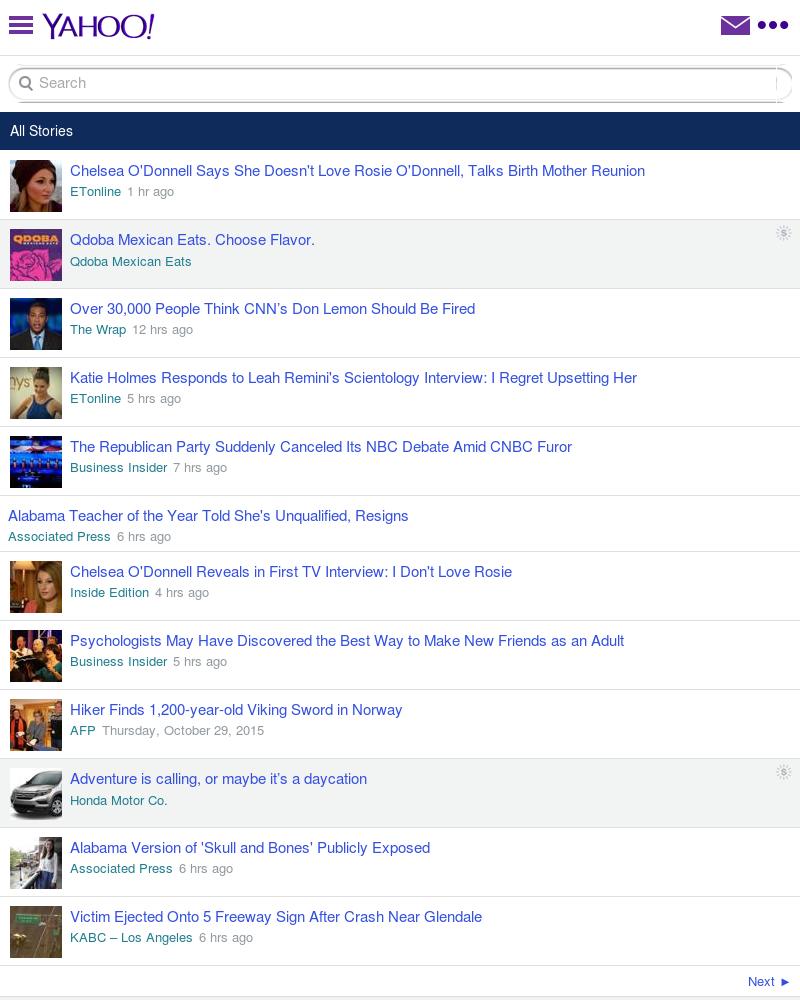 YAHOO!
Search
All Stories
Chelsea O'Donnell Says She Doesn't Love Rosie O'Donnell, Talks Birth Mother Reunion
ETonline 1 hr ago
QDOBA
Qdoba Mexican Eats. Choose Flavor.
Qdoba Mexican Eats
Over 30,000 People Think CNN's Don Lemon Should Be Fired
The Wrap 12 hrs ago
Katie Holmes Responds to Leah Remini's Scientology Interview: I Regret Upsetting Her
ETonline 5 hrs ago
The Republican Party Suddenly Canceled Its NBC Debate Amid CNBC Furor
Business Insider 7 hrs ago
Alabama Teacher of the Year Told She's Unqualified, Resigns
Associated Press 6 hrs ago
Chelsea O'Donnell Reveals in First TV Interview: I Don't Love Rosie
Inside Edition 4 hrs ago
Psychologists May Have Discovered the Best Way to Make New Friends as an Adult
Business Insider 5 hrs ago
Hiker Finds 1,200-year-old Viking Sword in Norway
AFP Thursday, October 29, 2015
Adventure is calling, or maybe it's a daycation
Honda Motor Co.
Alabama Version of 'Skull and Bones' Publicly Exposed
Associated Press 6 hrs ago
Victim Ejected Onto 5 Freeway Sign After Crash Near Glendale
KABC – Los Angeles 6 hrs ago
Next ►